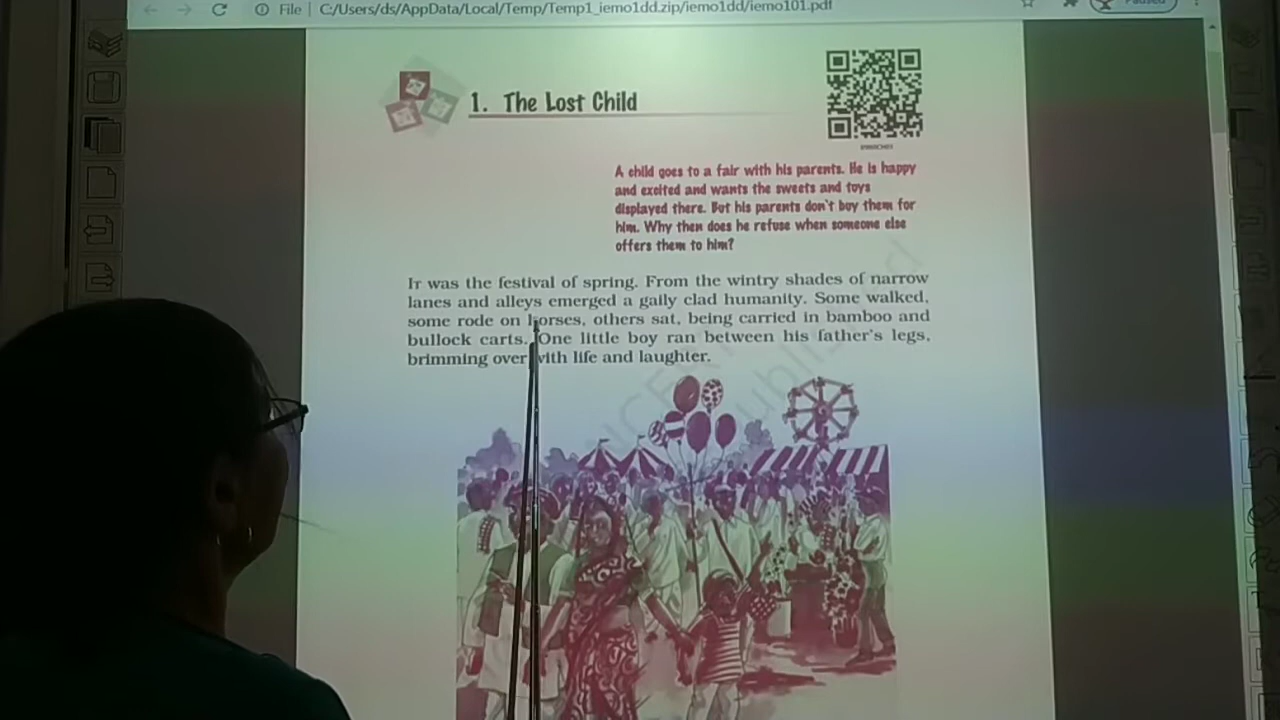 File | C:/Users/ds/AppData/Local/Temp/Temp1_iemo1dd.zip/iemo1dd/iemo101.pdf
Paused
1. The Lost Child
A child goes to a fair with his parents. He is happy
and excited and wants the sweets and toys
displayed there. But his parents don't buy them for
him. Why then does he refuse when someone else
offers them to him?
IT was the festival of spring. From the wintry shades of narrow
lanes and alleys emerged a gaily clad humanity. Some walked,
some rode on horses, others sat, being carried in bamboo and
bullock carts. One little boy ran between his father's legs,
brimming over with life and laughter.